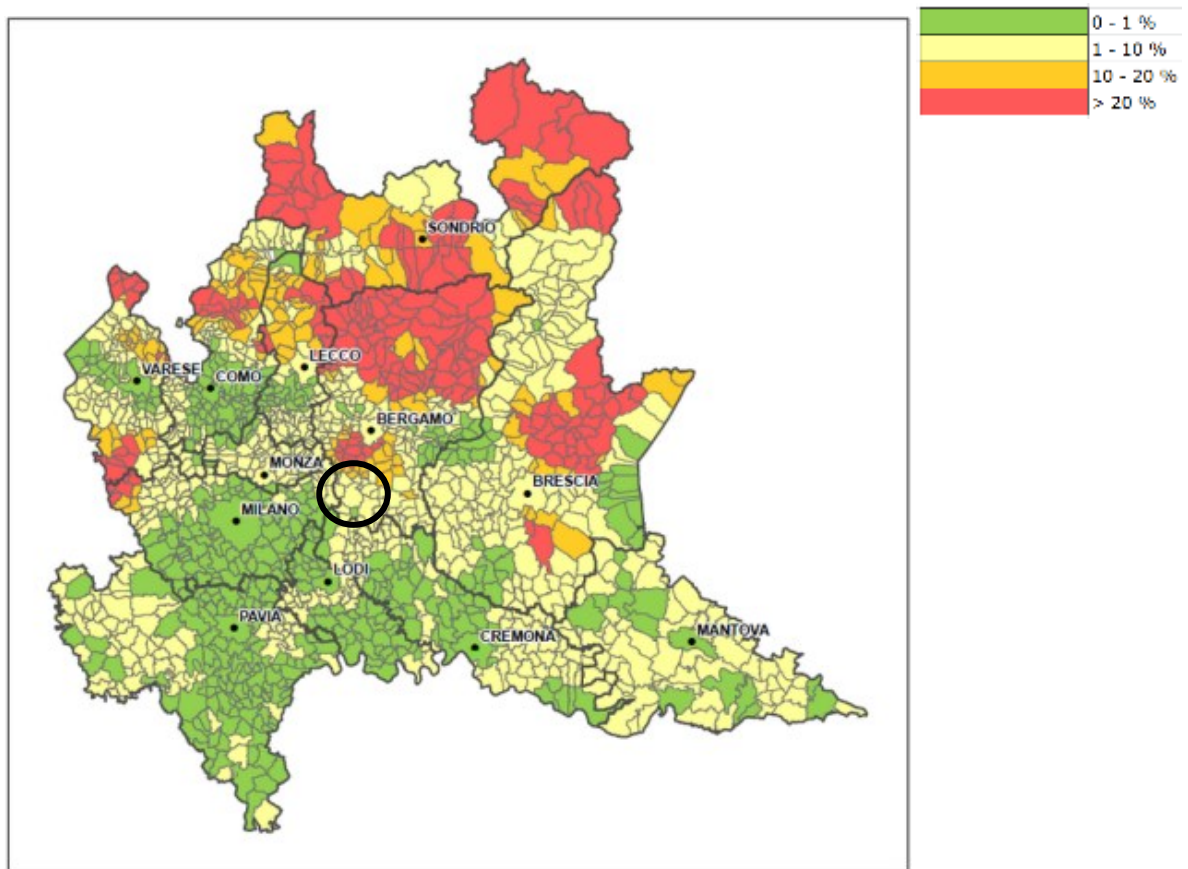 0 - 1 %
1 - 10 %
10 - 20 %
> 20 %
SONDRIO
LECCO
VARESE
COMO
BERGAMO
MONZA
BRESCIA
MILANO
LODI
PAVIA
CREMONA
MANTOVA